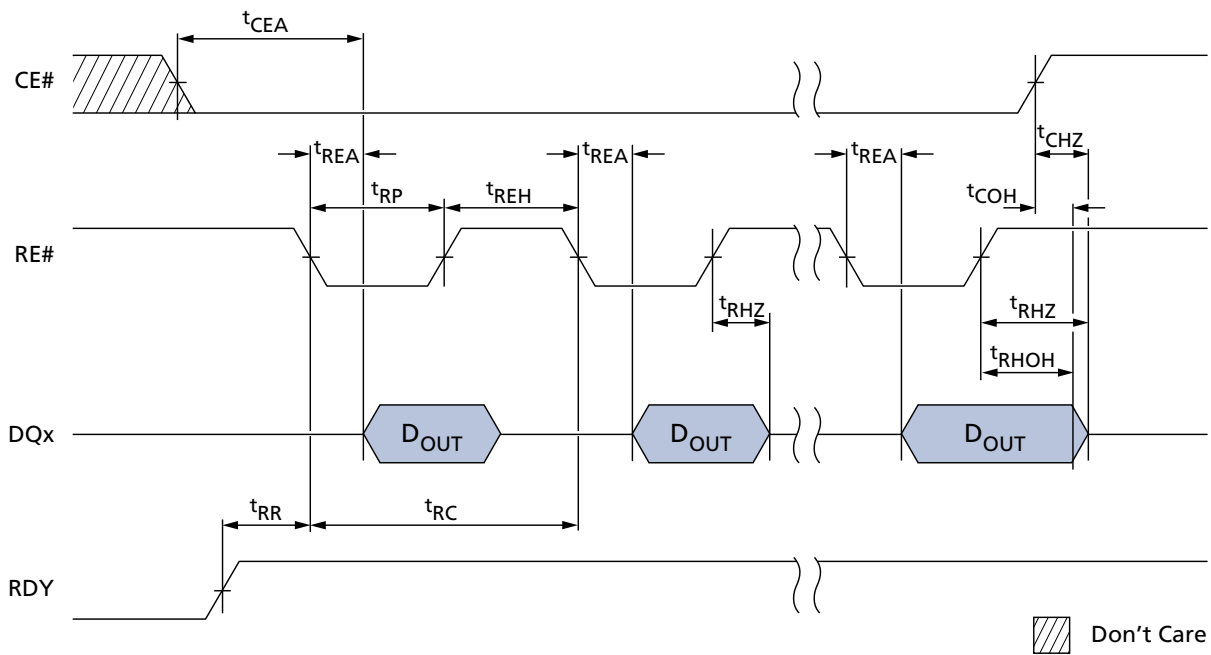 tCEA
CE#
tCHZ
tREA
tREA
tREA
tRP
tREH
tCOH
RE#
tRHZ
tRHZ
tRHOH
DQx
DOUT
DOUT
DOUT
tRR
tRC
RDY
Don't Care